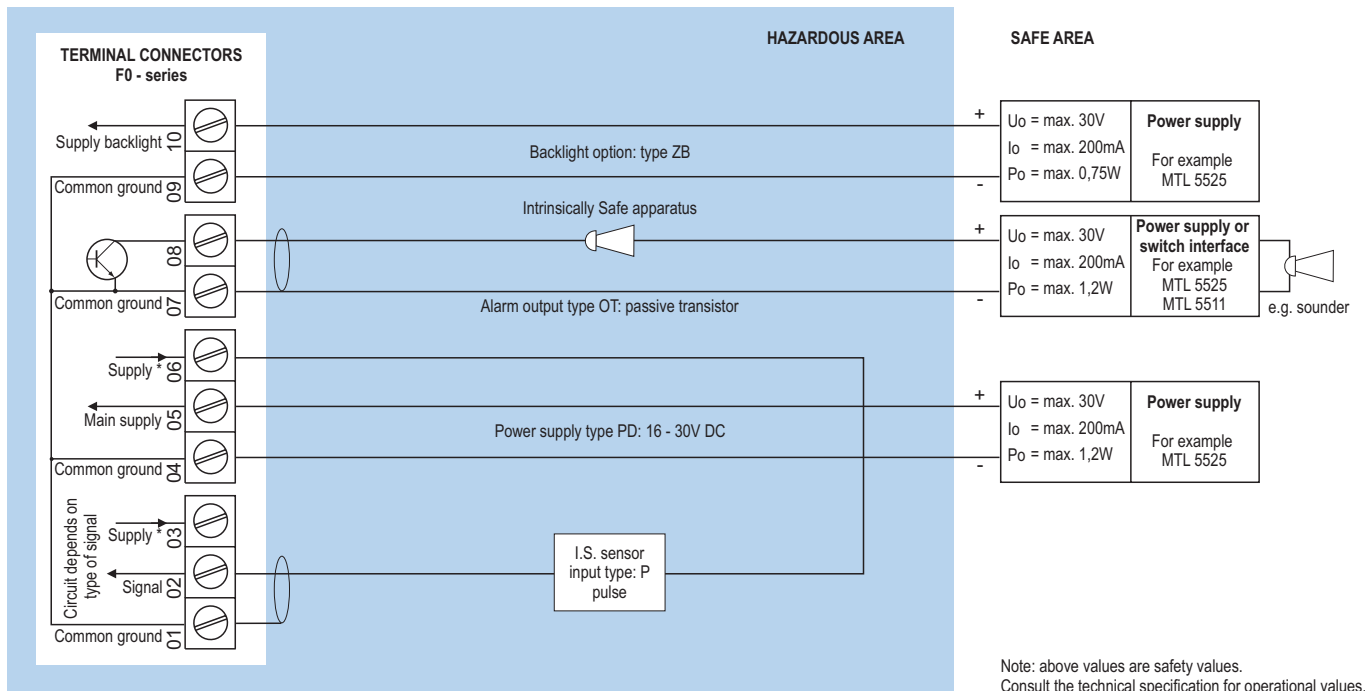 TERMINAL CONNECTORS
F0 - series
HAZARDOUS AREA
SAFE AREA
Supply backlight
10
Common ground
09
08
Common ground
07
Supply *
06
Main supply
05
Common ground
04
Supply *
03
Signal
02
Common ground
01
Circuit depends on
type of signal
Backlight option: type ZB
Intrinsically Safe apparatus
Alarm output type OT: passive transistor
Power supply type PD: 16 - 30V DC
I.S. sensor
input type: P
pulse
+
-
Uo = max. 30V
Io = max. 200mA
Po = max. 0,75W
Power supply
For example
MTL 5525
+
-
Uo = max. 30V
Io = max. 200mA
Po = max. 1,2W
Power supply or
switch interface
For example
MTL 5525
MTL 5511
e.g. sounder
+
-
Uo = max. 30V
Io = max. 200mA
Po = max. 1,2W
Power supply
For example
MTL 5525
Note: above values are safety values.
Consult the technical specification for operational values.